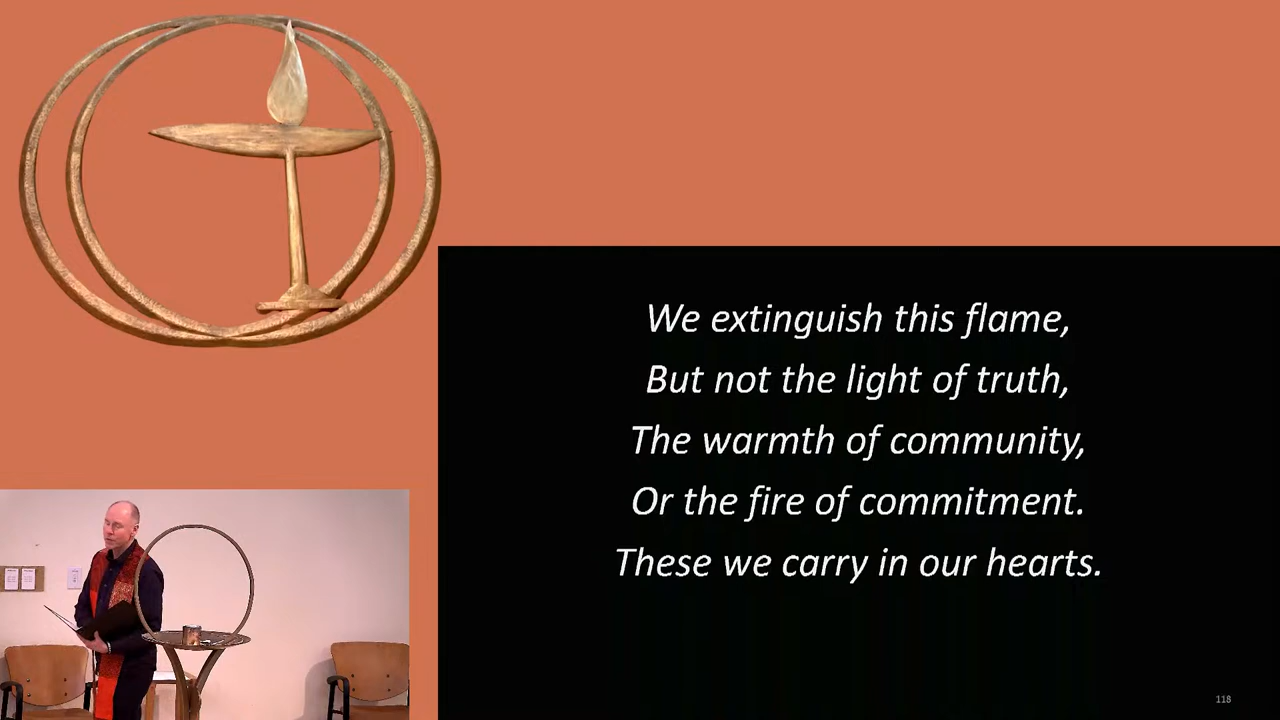 We extinguish this flame,
But not the light of truth,
The warmth of community,
Or the fire of commitment.
These we carry in our hearts.
118